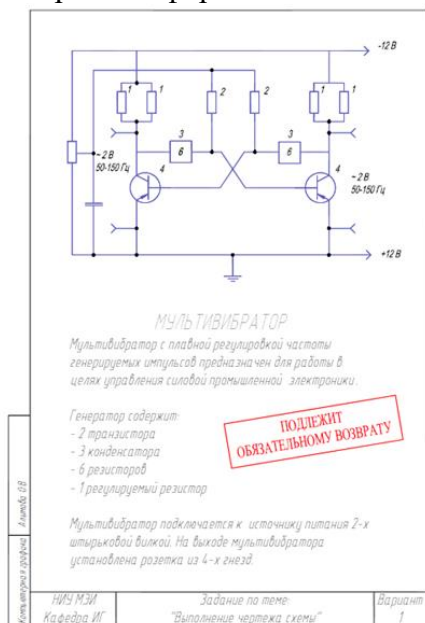 -12 В
1 1 2 2 1 1
3 3
6 6
~2 В
50-150 Гц
4 4
~2 В
50-150 Гц
+12 В
МУЛЬТИВИБРАТОР
Мультивибратор с плавной регулировкой частоты
генерируемых импульсов предназначен для работы в
целях управления силовой промышленной электроники.
Генератор содержит:
- 2 транзистора
- 3 конденсатора
- 6 резисторов
- 1 регулируемый резистор
ПОДЛЕЖИТ
ОБЯЗАТЕЛЬНОМУ ВОЗВРАТУ
Мультивибратор подключается к источнику питания 2-х
штырьковой вилкой. На выходе мультивибратора
установлена розетка из 4-х гнезд.
Компьютерная графика Алимова О.В.
НИУ МЭИ
Кафедра ИГ
Задание по теме:
"Выполнение чертежа схемы"
Вариант
1